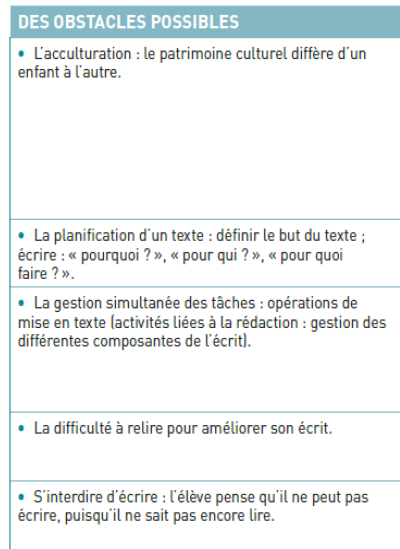 DES OBSTACLES POSSIBLES
• L'acculturation : le patrimoine culturel diffère d'un
enfant à l'autre.
• La planification d'un texte : définir le but du texte ;
écrire : « pourquoi ? », « pour qui ? », « pour quoi
faire ? ».
• La gestion simultanée des tâches : opérations de
mise en texte (activités liées à la rédaction : gestion des
différentes composantes de l'écrit).
• La difficulté à relire pour améliorer son écrit.
• S'interdire d'écrire : l'élève pense qu'il ne peut pas
écrire, puisqu'il ne sait pas encore lire.